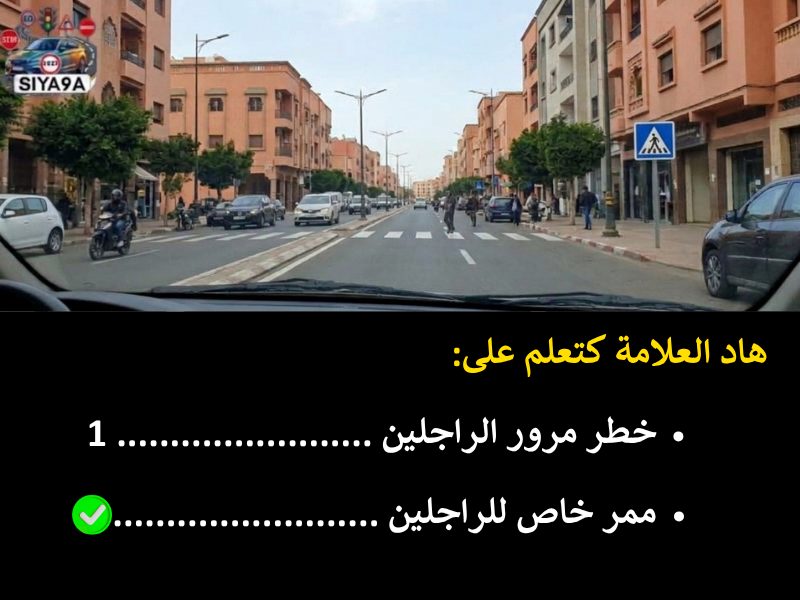 SIYA9A
هاد العلامة كتعلم على:
• خطر مرور الراجلين ........................ 1
• ممر خاص للراجلين .........................